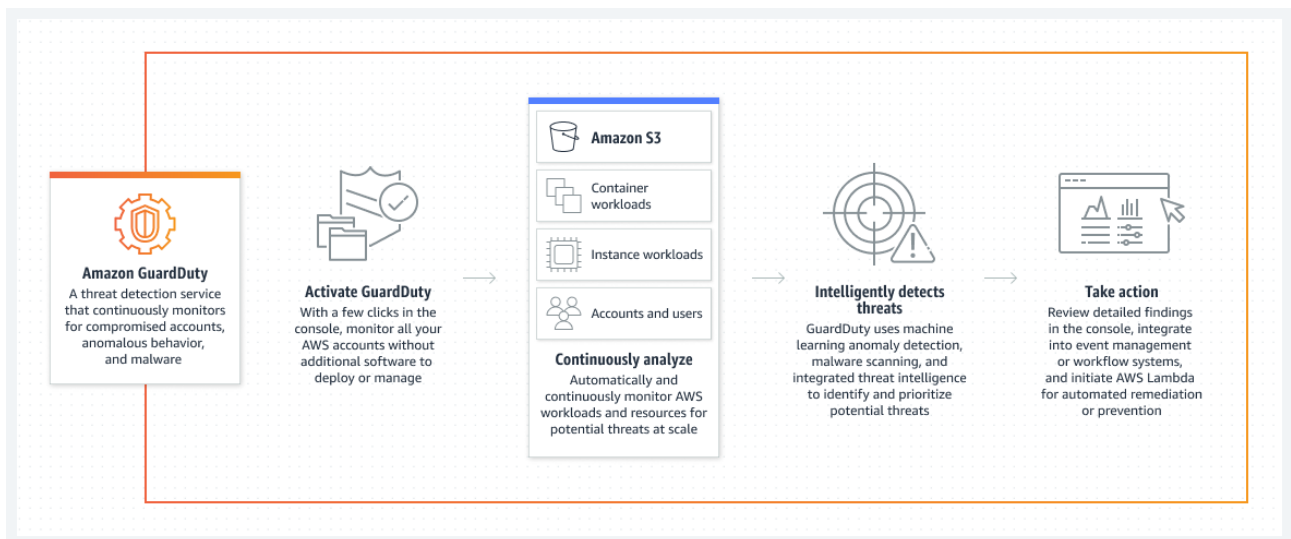 Amazon GuardDuty
A threat detection service
that continuously monitors
for compromised accounts,
anomalous behavior,
and malware
Activate GuardDuty
With a few clicks in the
console, monitor all your
AWS accounts without
additional software to
deploy or manage
Amazon S3
Container
workloads
Instance workloads
Accounts and users
Continuously analyze
Automatically and
continuously monitor AWS
workloads and resources for
potential threats at scale
Intelligently detects
threats
GuardDuty uses machine
learning anomaly detection,
malware scanning, and
integrated threat intelligence
to identify and prioritize
potential threats
Take action
Review detailed findings
in the console, integrate
into event management
or workflow systems,
and initiate AWS Lambda
for automated remediation
or prevention